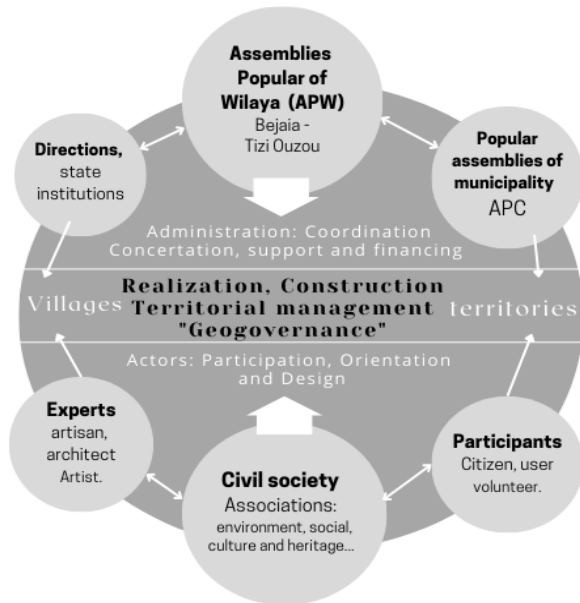 Assemblies
Popular of
Wilaya (APW)
Bejaia -
Tizi Ouzou
Directions,
state
institutions
Popular
assemblies of
municipality
APC
Administration: Coordination
Concertation, support and financing
Villages
Realization, Construction
Territorial management
"Geogovernance"
territories
Actors: Participation, Orientation
and Design
Experts
artisan,
architect
Artist.
Civil society
Associations:
environment, social,
culture and heritage...
Participants
Citizen, user
volunteer.